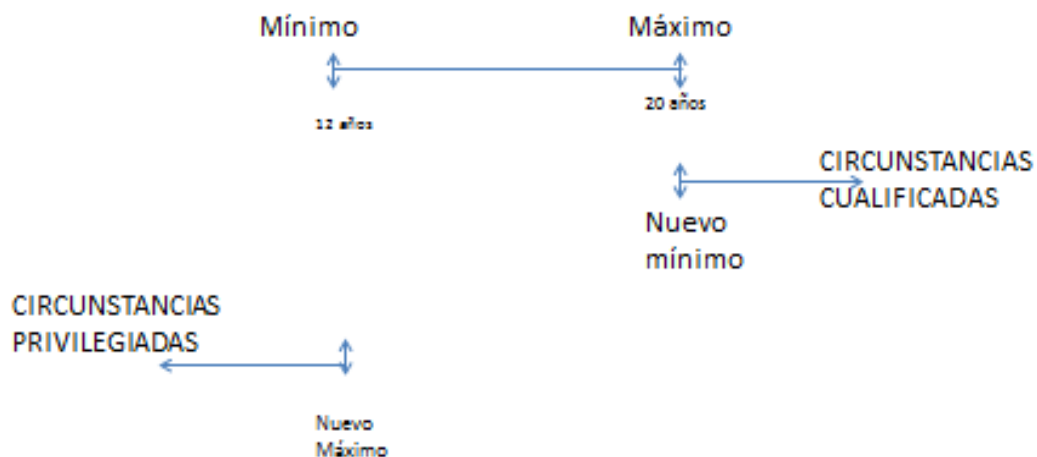 Mínimo
Máximo
12 años
20 años
CIRCUNSTANCIAS
CUALIFICADAS
Nuevo
mínimo
CIRCUNSTANCIAS
PRIVILEGIADAS
Nuevo
Máximo